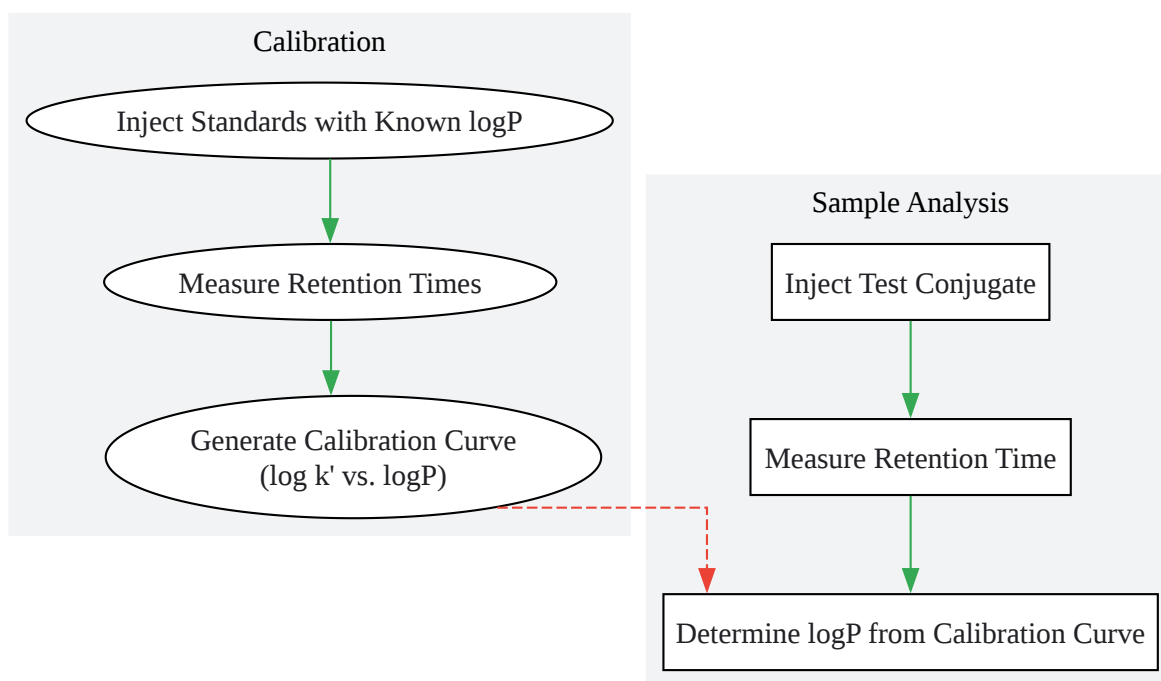 Calibration
Inject Standards with Known logP
Measure Retention Times
Generate Calibration Curve
(log k' vs. logP)
Sample Analysis
Inject Test Conjugate
Measure Retention Time
Determine logP from Calibration Curve